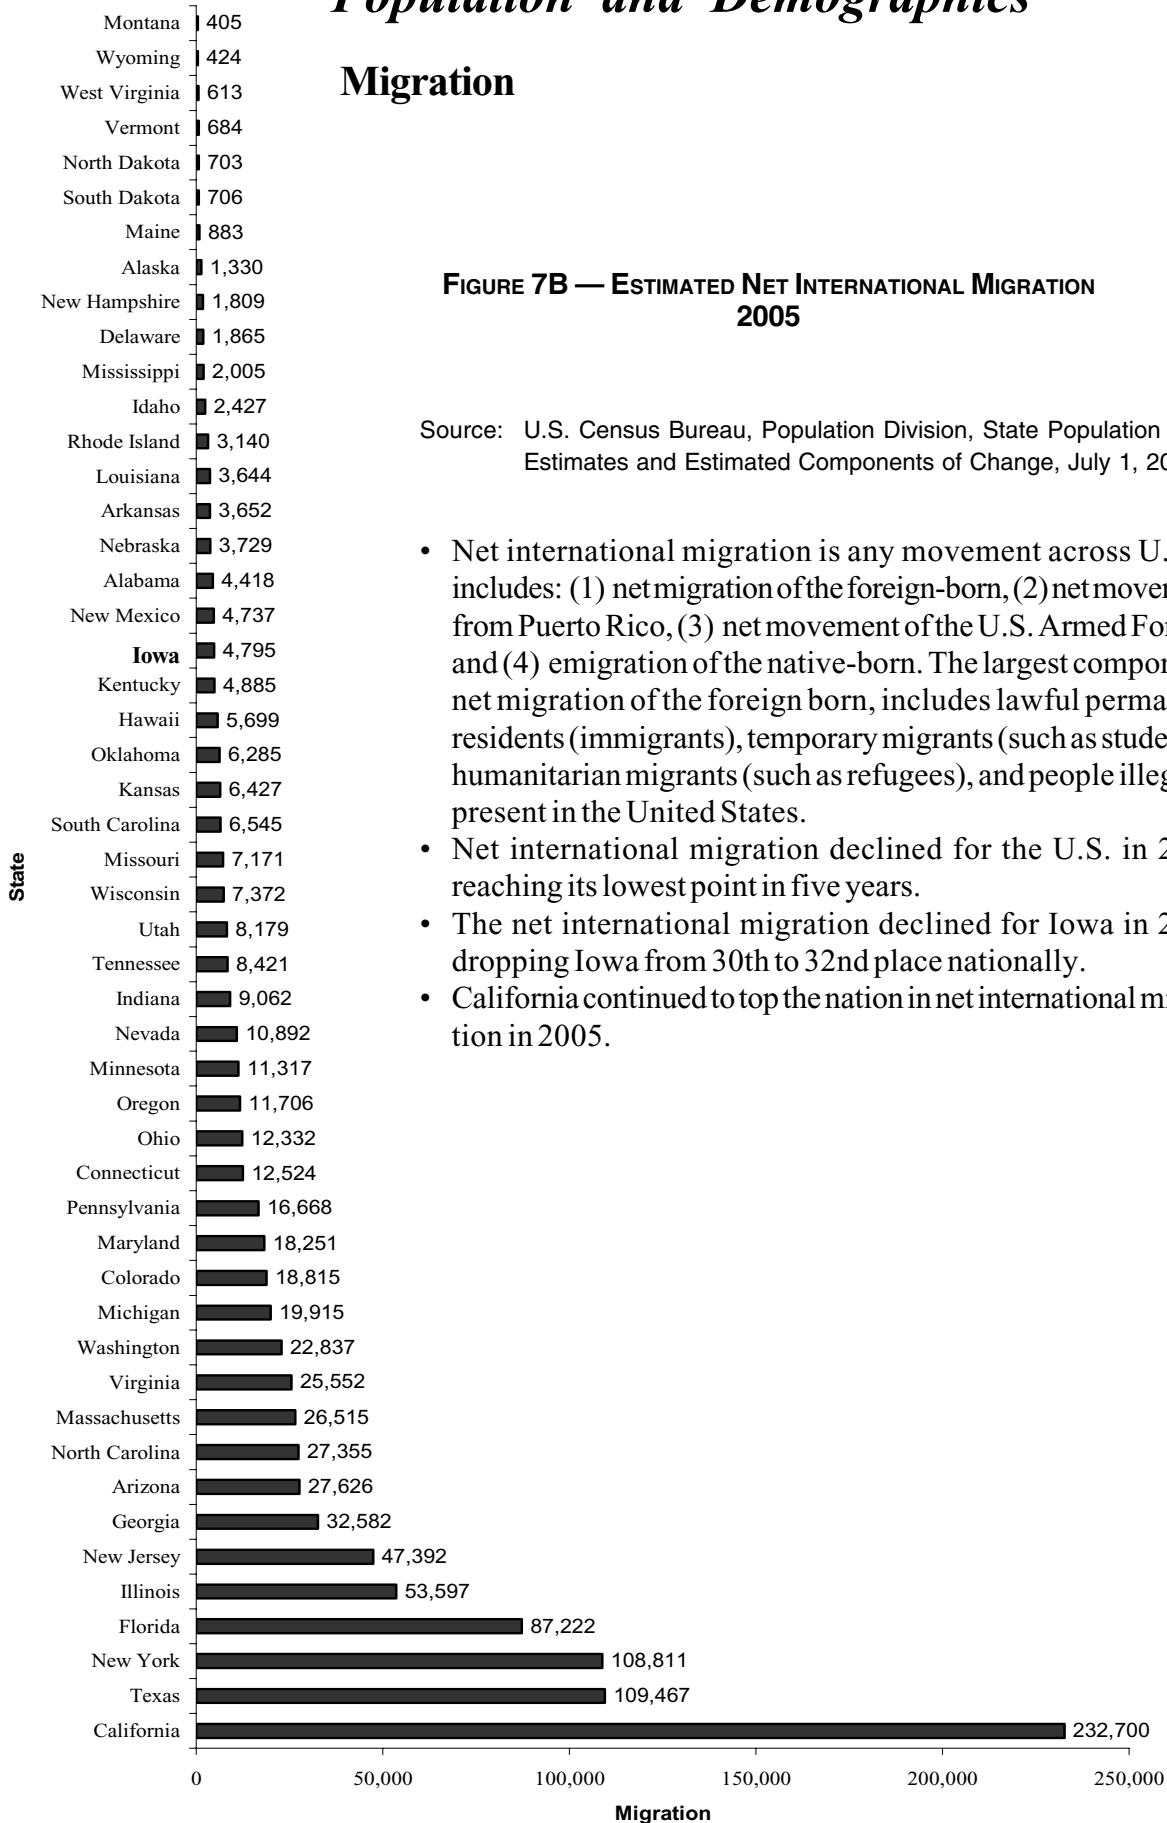 Population and Demographics
Migration
FIGURE 7B — ESTIMATED NET INTERNATIONAL MIGRATION
2005
Source: U.S. Census Bureau, Population Division, State Population
Estimates and Estimated Components of Change, July 1, 20
• Net international migration is any movement across U.
includes: (1) net migration of the foreign-born, (2) net mover
from Puerto Rico, (3) net movement of the U.S. Armed For
and (4) emigration of the native-born. The largest compor
net migration of the foreign born, includes lawful perma
residents (immigrants), temporary migrants (such as stude
humanitarian migrants (such as refugees), and people illeg
present in the United States.
• Net international migration declined for the U.S. in 2
reaching its lowest point in five years.
• The net international migration declined for Iowa in 2
dropping Iowa from 30th to 32nd place nationally.
• California continued to top the nation in net international mi
tion in 2005.
State
Montana 405
Wyoming 424
West Virginia 613
Vermont 684
North Dakota 703
South Dakota 706
Maine 883
Alaska 1,330
New Hampshire 1,809
Delaware 1,865
Mississippi 2,005
Idaho 2,427
Rhode Island 3,140
Louisiana 3,644
Arkansas 3,652
Nebraska 3,729
Alabama 4,418
New Mexico 4,737
Iowa 4,795
Kentucky 4,885
Hawaii 5,699
Oklahoma 6,285
Kansas 6,427
South Carolina 6,545
Missouri 7,171
Wisconsin 7,372
Utah 8,179
Tennessee 8,421
Indiana 9,062
Nevada 10,892
Minnesota 11,317
Oregon 11,706
Ohio 12,332
Connecticut 12,524
Pennsylvania 16,668
Maryland 18,251
Colorado 18,815
Michigan 19,915
Washington 22,837
Virginia 25,552
Massachusetts 26,515
North Carolina 27,355
Arizona 27,626
Georgia 32,582
New Jersey 47,392
Illinois 53,597
Florida 87,222
New York 108,811
Texas 109,467
California 232,700
0 50,000 100,000 150,000 200,000 250,000
Migration